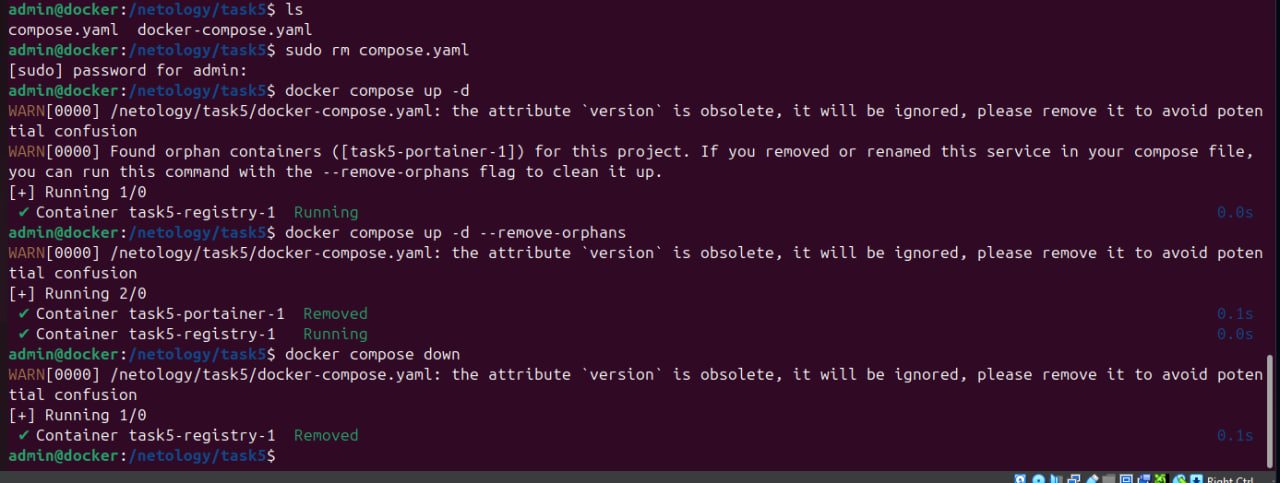 admin@docker:/netology/task5$ ls
compose.yaml  docker-compose.yaml
admin@docker:/netology/task5$ sudo rm compose.yaml
[sudo] password for admin:
admin@docker:/netology/task5$ docker compose up -d
WARN[0000] /netology/task5/docker-compose.yaml: the attribute `version` is obsolete, it will be ignored, please remove it to avoid poten
tial confusion
WARN[0000] Found orphan containers ([task5-portainer-1]) for this project. If you removed or renamed this service in your compose file,
you can run this command with the --remove-orphans flag to clean it up.
[+] Running 1/0
✔ Container task5-registry-1  Running 0.0s
admin@docker:/netology/task5$ docker compose up -d --remove-orphans
WARN[0000] /netology/task5/docker-compose.yaml: the attribute `version` is obsolete, it will be ignored, please remove it to avoid poten
tial confusion
[+] Running 2/0
✔ Container task5-portainer-1  Removed 0.1s
✔ Container task5-registry-1   Running 0.0s
admin@docker:/netology/task5$ docker compose down
WARN[0000] /netology/task5/docker-compose.yaml: the attribute `version` is obsolete, it will be ignored, please remove it to avoid poten
tial confusion
[+] Running 1/0
✔ Container task5-registry-1  Removed 0.1s
admin@docker:/netology/task5$
Right Ctrl